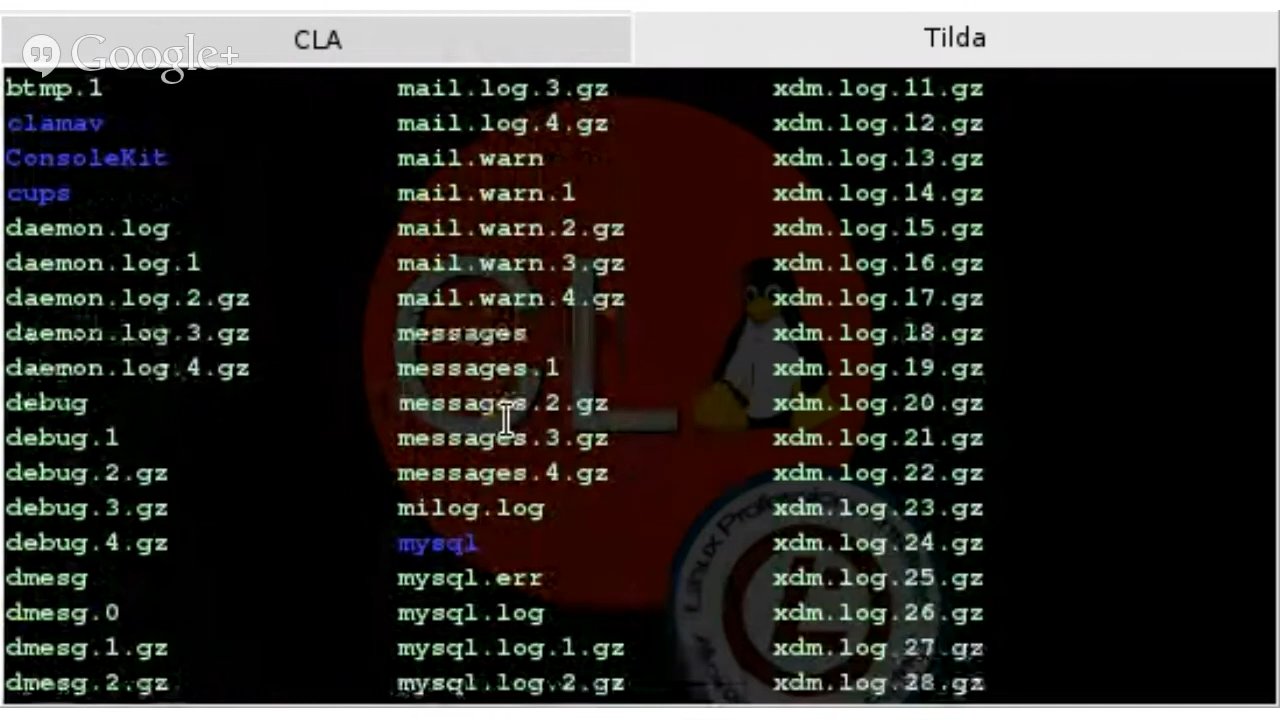 Google+
CLA
Tilda
btmp.1
clamav
ConsoleKit
cups
daemon.log
daemon.log.1
daemon.log.2.gz
daemon.log.3.gz
daemon.log.4.gz
debug
debug.1
debug.2.gz
debug.3.gz
debug.4.gz
dmesg
dmesg.0
dmesg.1.gz
dmesg.2.gz
mail.log.3.gz
mail.log.4.gz
mail.warn
mail.warn.1
mail.warn.2.gz
mail.warn.3.gz
mail.warn.4.gz
messages
messages.1
messages.2.gz
messages.3.gz
messages.4.gz
milog.log
mysql
mysql.err
mysql.log
mysql.log.1.gz
mysql.log.2.gz
xdm.log.11.gz
xdm.log.12.gz
xdm.log.13.gz
xdm.log.14.gz
xdm.log.15.gz
xdm.log.16.gz
xdm.log.17.gz
xdm.log.18.gz
xdm.log.19.gz
xdm.log.20.gz
xdm.log.21.gz
xdm.log.22.gz
xdm.log.23.gz
xdm.log.24.gz
xdm.log.25.gz
xdm.log.26.gz
xdm.log.27.gz
xdm.log.28.gz
CL
Linux Professional